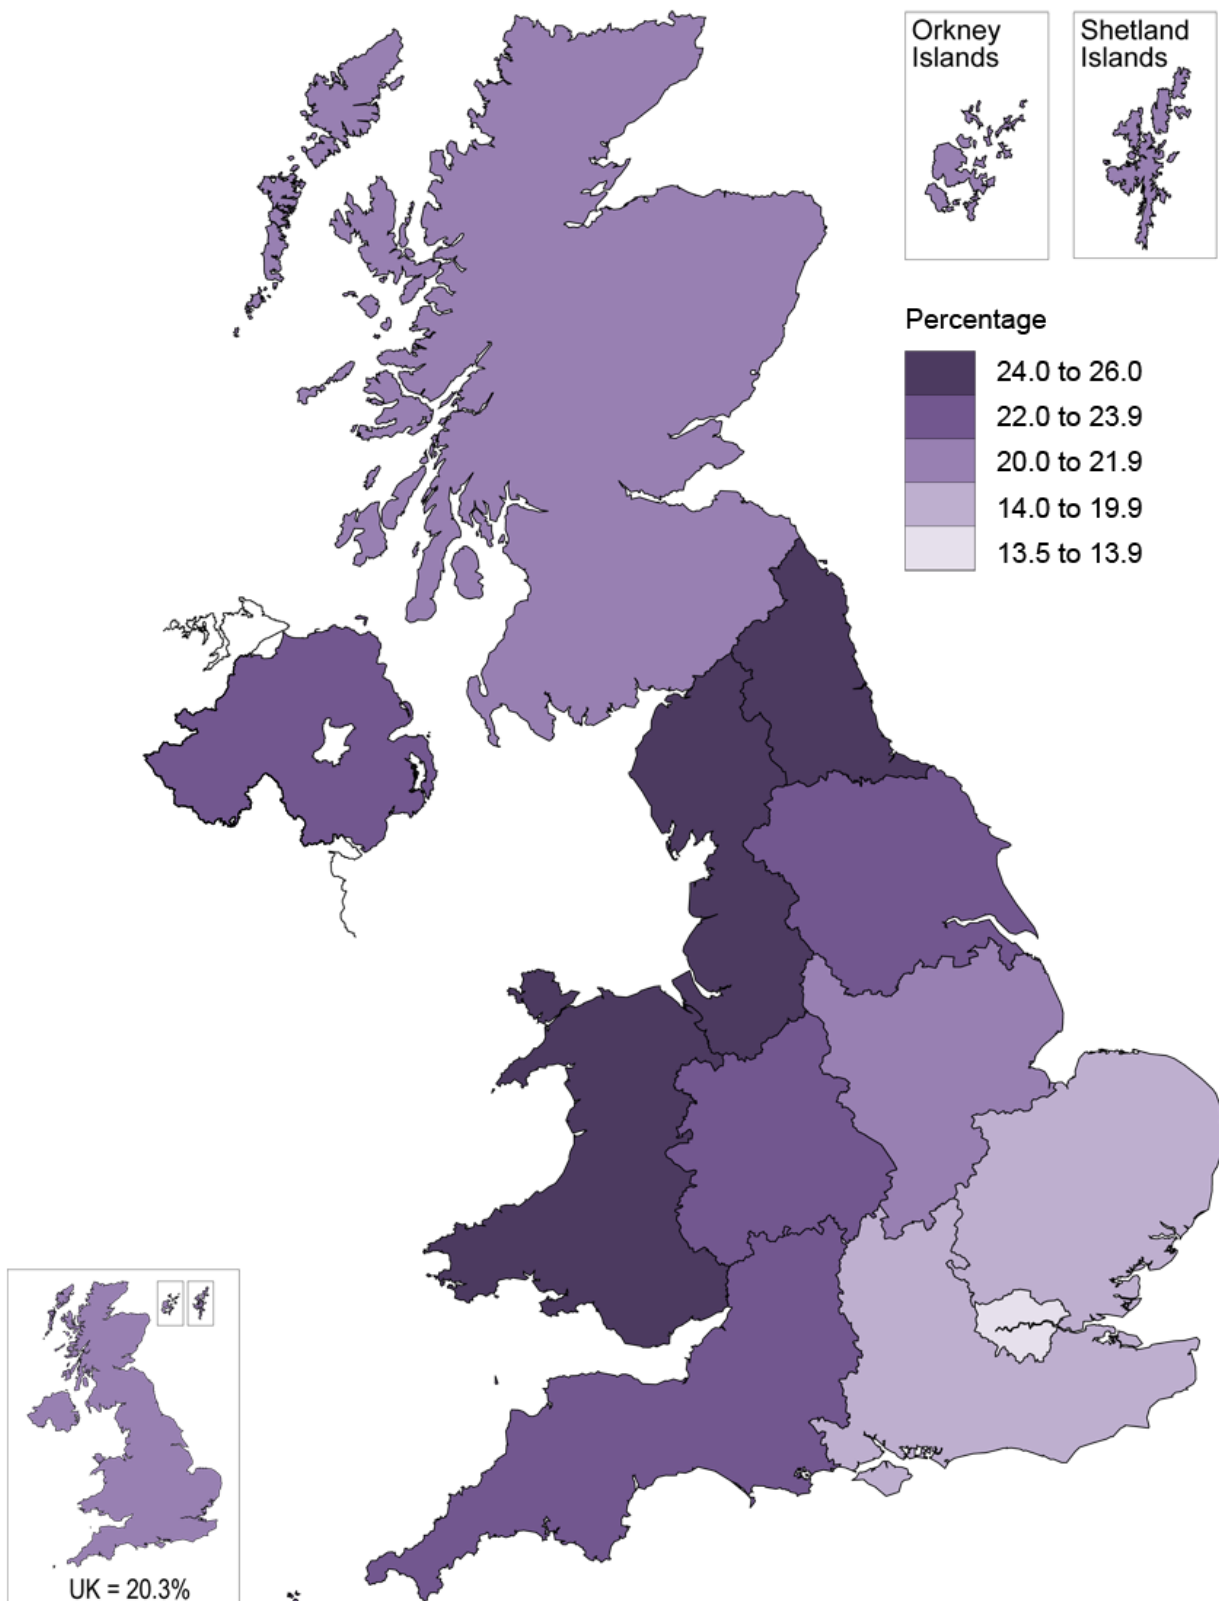 Orkney
Islands
Shetland
Islands
Percentage
24.0 to 26.0
22.0 to 23.9
20.0 to 21.9
14.0 to 19.9
13.5 to 13.9
UK = 20.3%